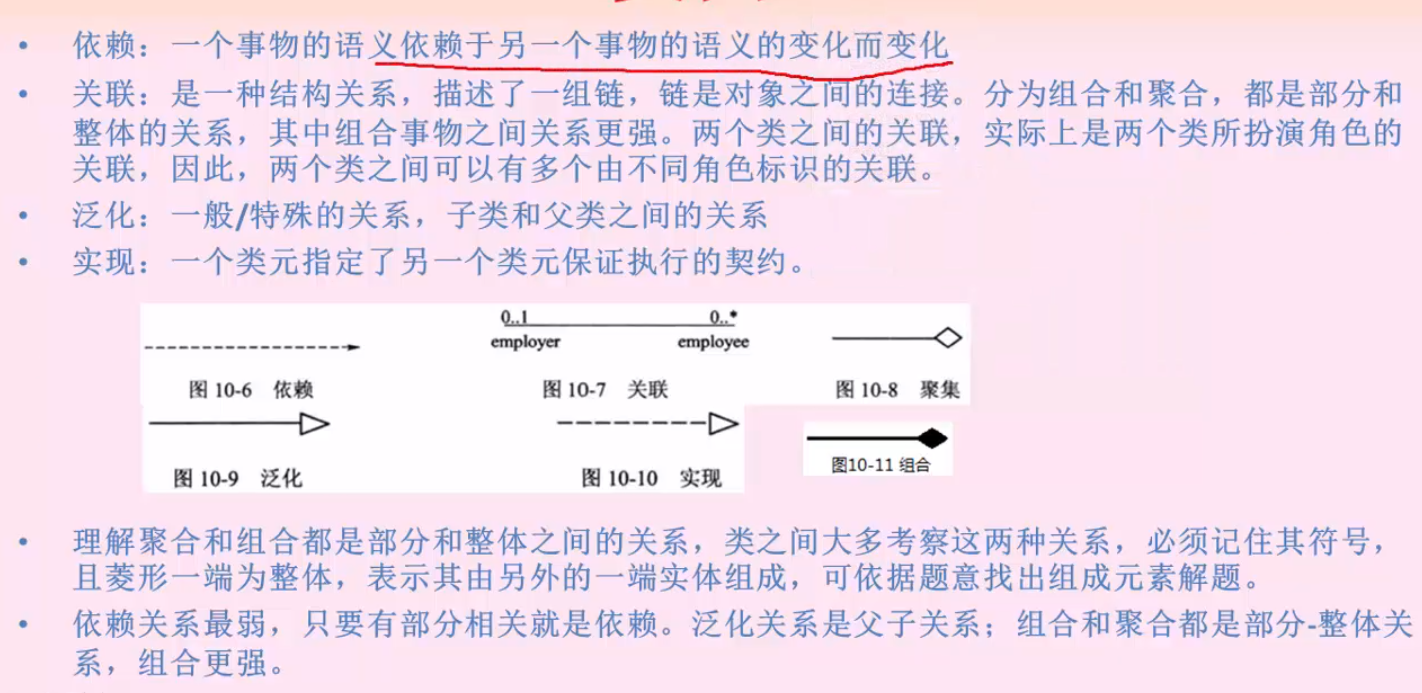 • 依赖：一个事物的语义依赖于另一个事物的语义的变化而变化
• 关联：是一种结构关系，描述了一组链，链是对象之间的连接。分为组合和聚合，都是部分和
整体的关系，其中组合事物之间关系更强。两个类之间的关联，实际上是两个类所扮演角色的
关联，因此，两个类之间可以有多个由不同角色标识的关联。
• 泛化：一般/特殊的关系，子类和父类之间的关系
• 实现：一个类元指定了另一个类元保证执行的契约。
0..1 0..*
employer employee
图 10-6 依赖 图 10-7 关联 图 10-8 聚集
图 10-9 泛化 图 10-10 实现 图10-11 组合
• 理解聚合和组合都是部分和整体之间的关系，类之间大多考察这两种关系，必须记住其符号，
且菱形一端为整体，表示其由另外的一端实体组成，可依据题意找出组成元素解题。
• 依赖关系最弱，只要有部分相关就是依赖。泛化关系是父子关系；组合和聚合都是部分-整体关
系，组合更强。